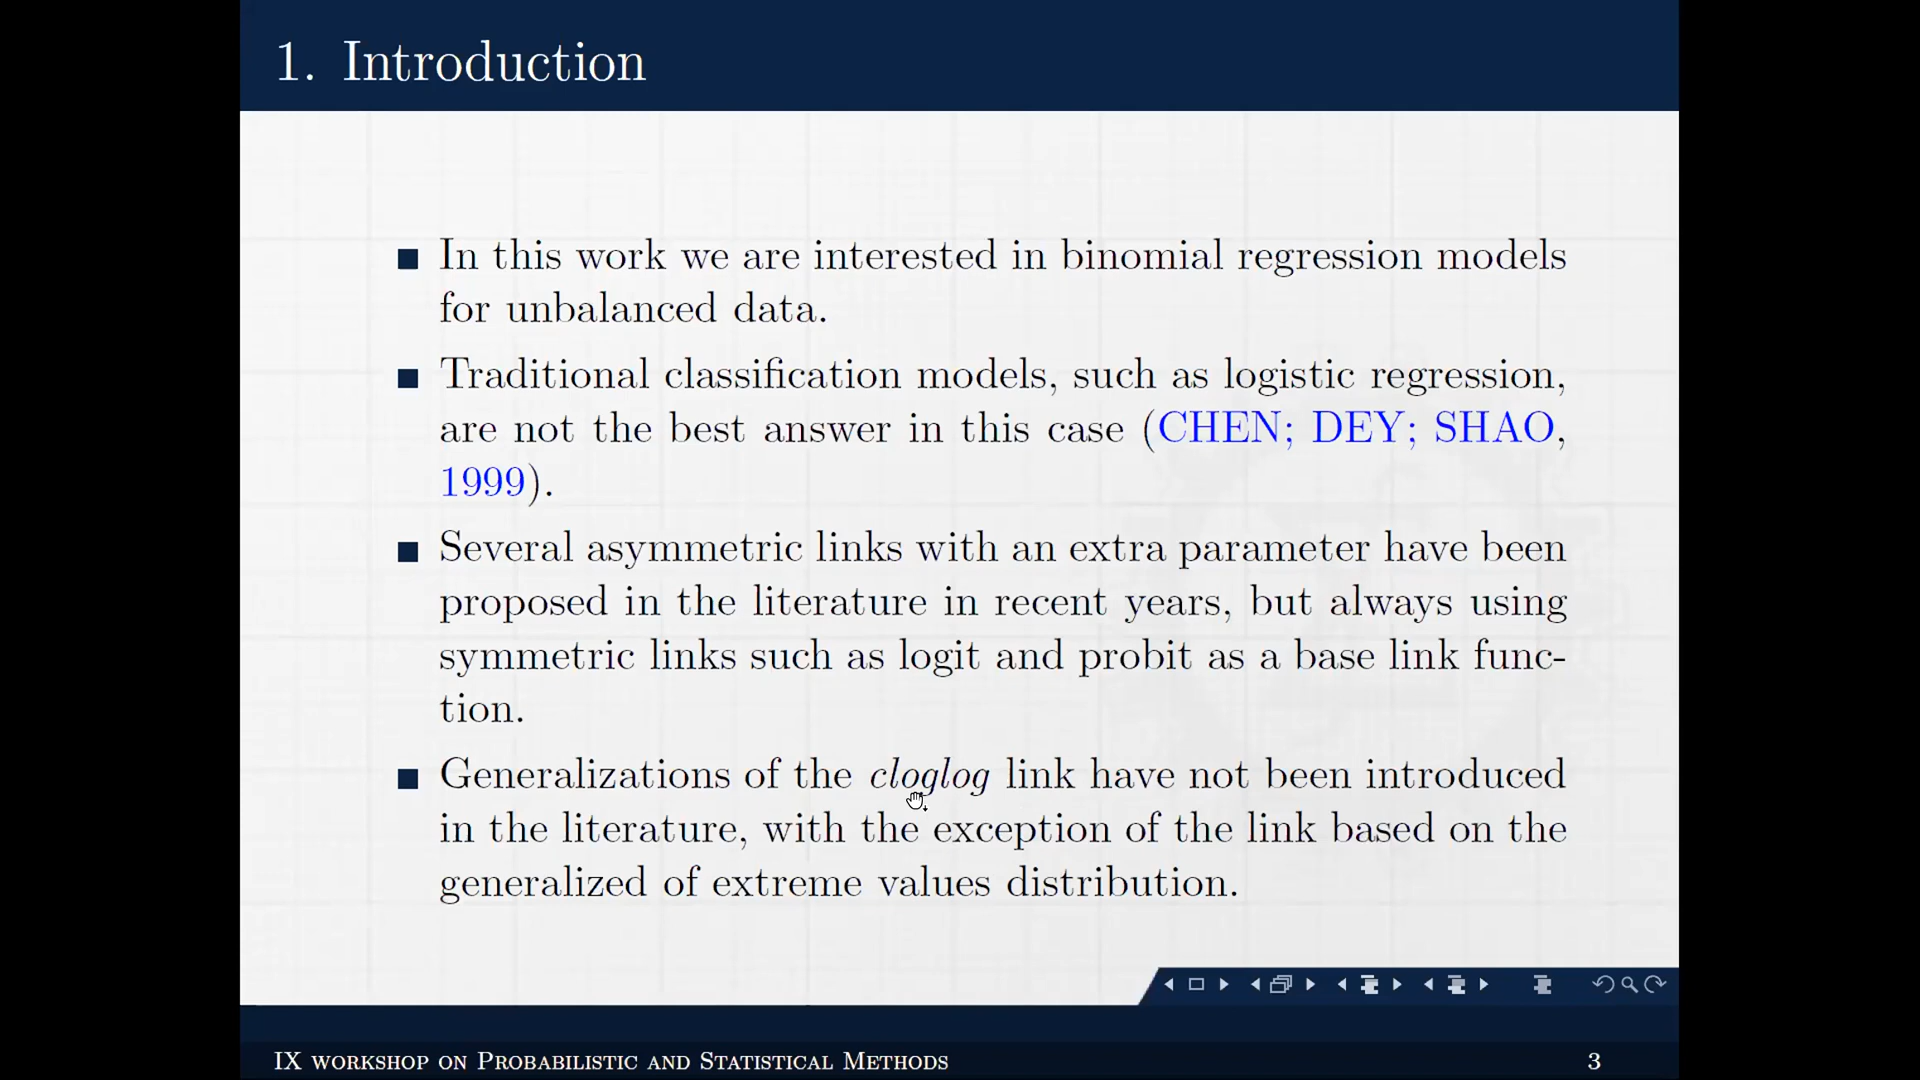 1. Introduction
In this work we are interested in binomial regression models
for unbalanced data.
Traditional classification models, such as logistic regression,
are not the best answer in this case (CHEN; DEY; SHAO,
1999).
Several asymmetric links with an extra parameter have been
proposed in the literature in recent years, but always using
symmetric links such as logit and probit as a base link func-
tion.
Generalizations of the cloglog link have not been introduced
in the literature, with the exception of the link based on the
generalized of extreme values distribution.
IX WORKSHOP ON PROBABILISTIC AND STATISTICAL METHODS
3